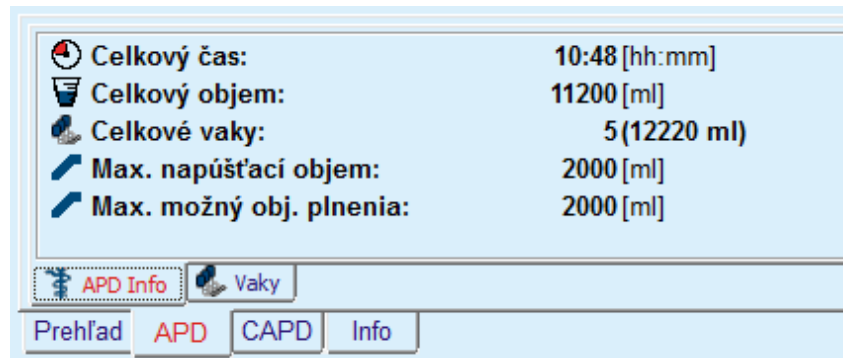 Celkový čas: 10:48 [hh:mm]
Celkový objem: 11200 [ml]
Celkové vaky: 5 (12220 ml)
Max. napúšťací objem: 2000 [ml]
Max. možný obj. plnenia: 2000 [ml]
APD Info Vaky
Prehľad APD CAPD Info